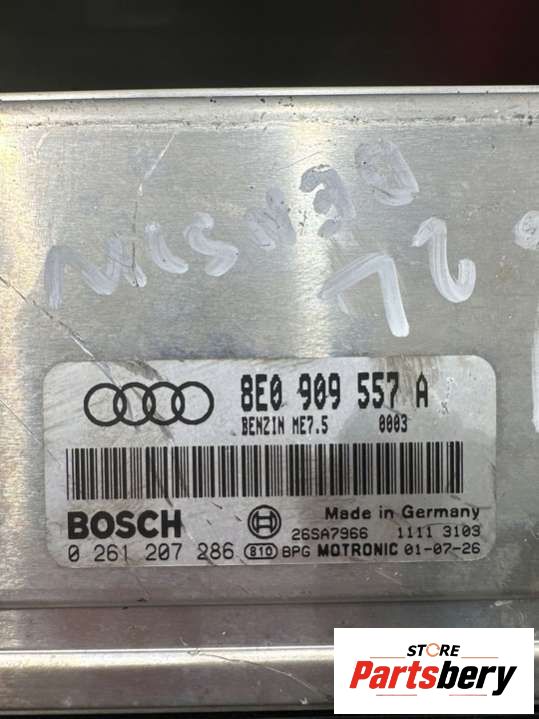 8E0 909 557 A
BENZIN ME7.5 0003
BOSCH
Made in Germany
26SA7966 1111 3103
0 261 207 286 810 BPG MOTRONIC 01-07-26
STORE
Partsbery